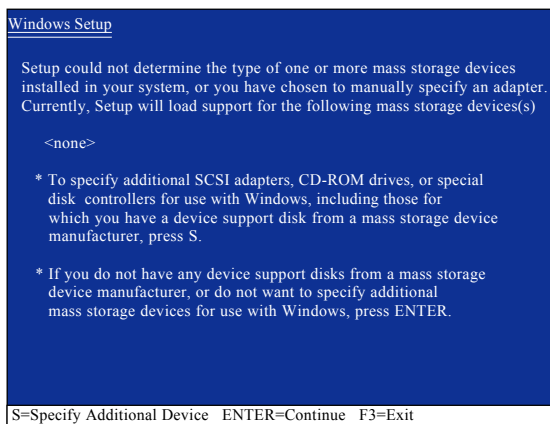 Windows Setup
Setup could not determine the type of one or more mass storage devices
installed in your system, or you have chosen to manually specify an adapter.
Currently, Setup will load support for the following mass storage devices(s)
<none>
* To specify additional SCSI adapters, CD-ROM drives, or special
disk controllers for use with Windows, including those for
which you have a device support disk from a mass storage device
manufacturer, press S.
* If you do not have any device support disks from a mass storage
device manufacturer, or do not want to specify additional
mass storage devices for use with Windows, press ENTER.
S=Specify Additional Device ENTER=Continue F3=Exit